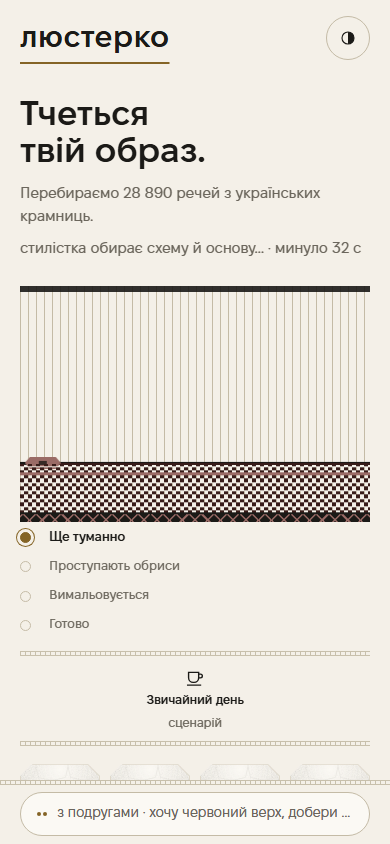 люстерко
Тчеться
твій образ.
Перебираємо 28 890 речей з українських
крамниць.
стилістка обирає схему й основу… · минуло 32 с
Ще туманно
Проступають обриси
Вимальовується
Готово
Звичайний день
сценарій
з подругами · хочу червоний верх, добери ...